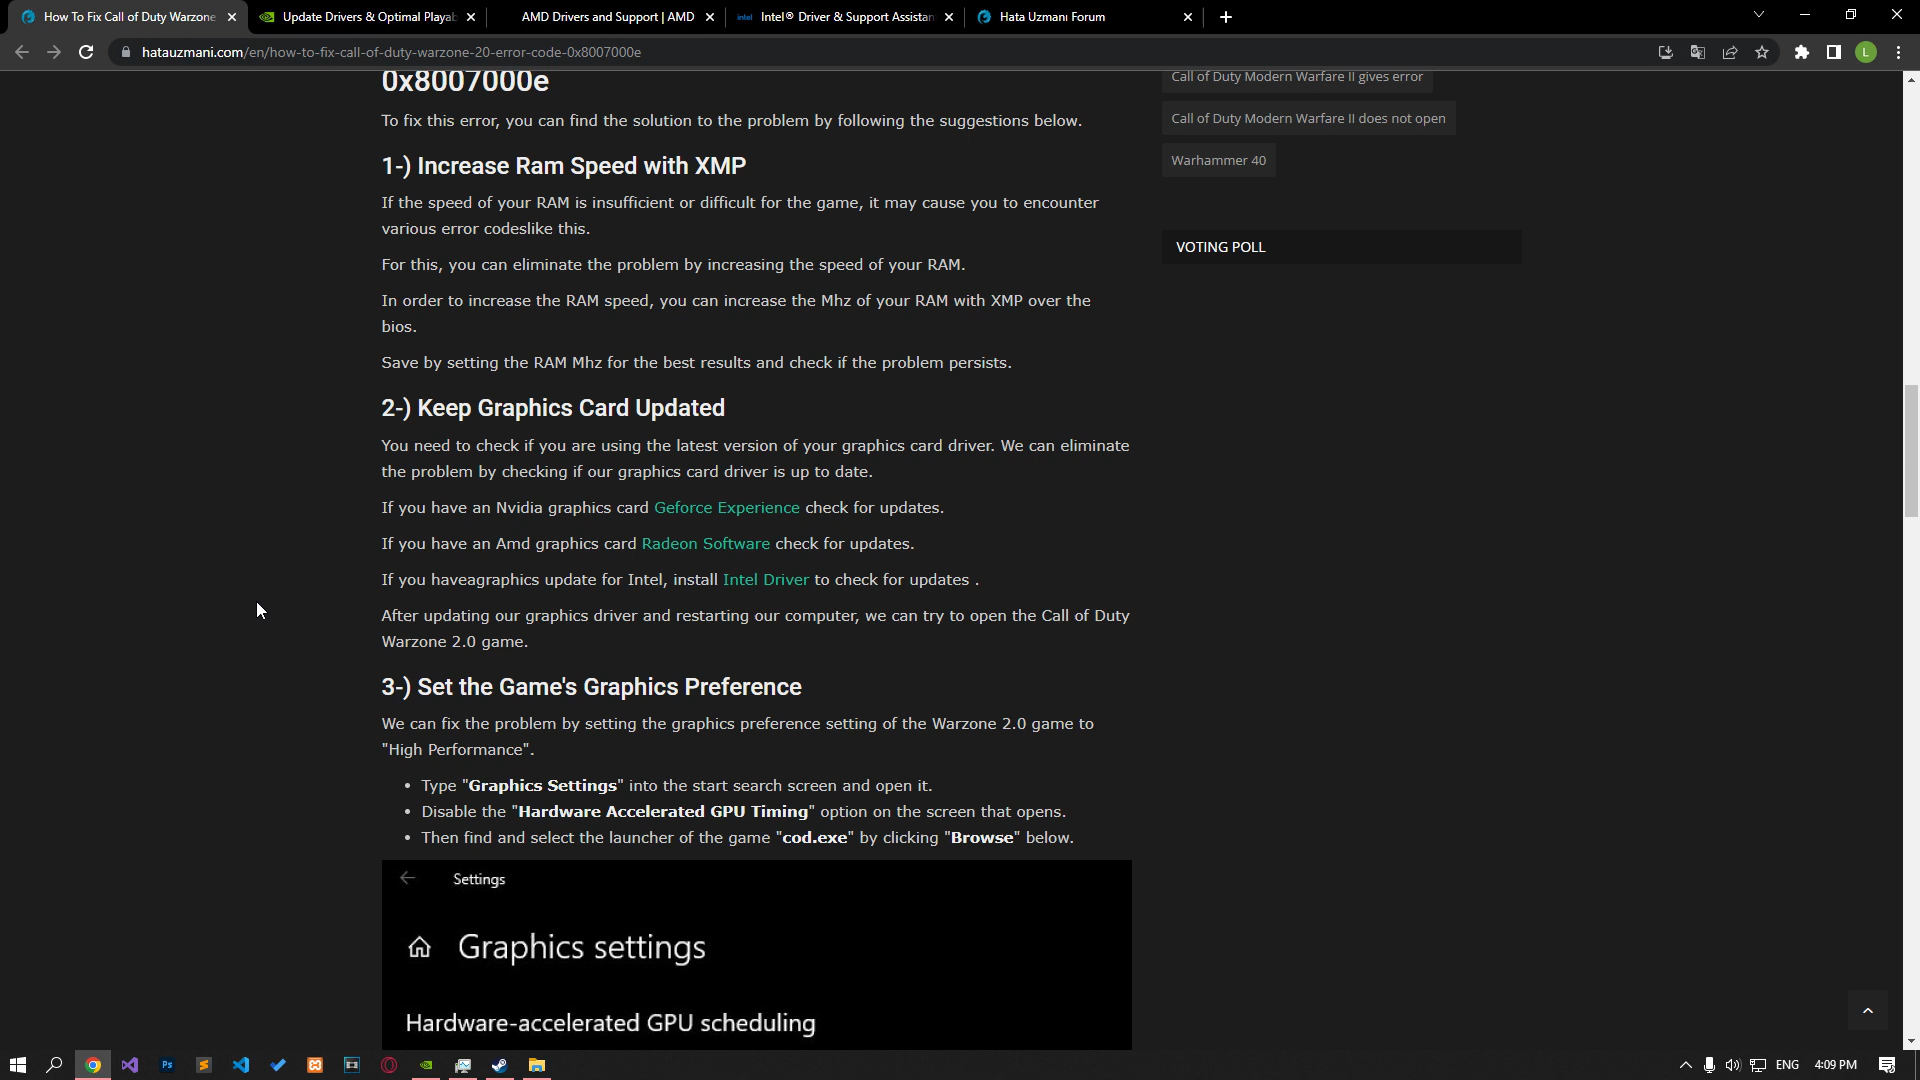 How To Fix Call of Duty Warzone
Update Drivers & Optimal Playab
AMD Drivers and Support | AMD
intel
Intel® Driver & Support Assistan
Hata Uzmanı Forum
hatauzmani.com/en/how-to-fix-call-of-duty-warzone-20-error-code-0x8007000e
L
0x8007000e
To fix this error, you can find the solution to the problem by following the suggestions below.
1-) Increase Ram Speed with XMP
If the speed of your RAM is insufficient or difficult for the game, it may cause you to encounter
various error codeslike this.
For this, you can eliminate the problem by increasing the speed of your RAM.
In order to increase the RAM speed, you can increase the Mhz of your RAM with XMP over the
bios.
Save by setting the RAM Mhz for the best results and check if the problem persists.
2-) Keep Graphics Card Updated
You need to check if you are using the latest version of your graphics card driver. We can eliminate
the problem by checking if our graphics card driver is up to date.
If you have an Nvidia graphics card Geforce Experience check for updates.
If you have an Amd graphics card Radeon Software check for updates.
If you haveagraphics update for Intel, install Intel Driver to check for updates .
After updating our graphics driver and restarting our computer, we can try to open the Call of Duty
Warzone 2.0 game.
3-) Set the Game's Graphics Preference
We can fix the problem by setting the graphics preference setting of the Warzone 2.0 game to
"High Performance".
• Type "Graphics Settings" into the start search screen and open it.
• Disable the "Hardware Accelerated GPU Timing" option on the screen that opens.
• Then find and select the launcher of the game "cod.exe" by clicking "Browse" below.
Settings
Graphics settings
Hardware-accelerated GPU scheduling
Call of Duty Modern Warfare II gives error
Call of Duty Modern Warfare II does not open
Warhammer 40
VOTING POLL
Ps
ENG
4:09 PM